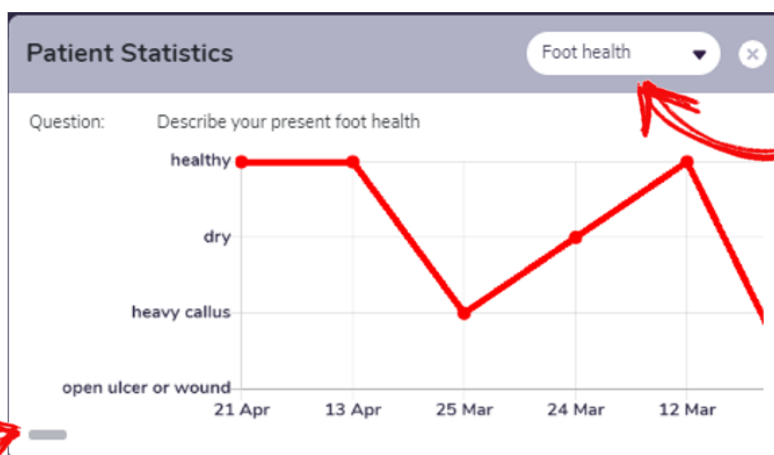 Patient Statistics
Foot health
Question: Describe your present foot health
healthy
dry
heavy callus
open ulcer or wound
21 Apr 13 Apr 25 Mar 24 Mar 12 Mar